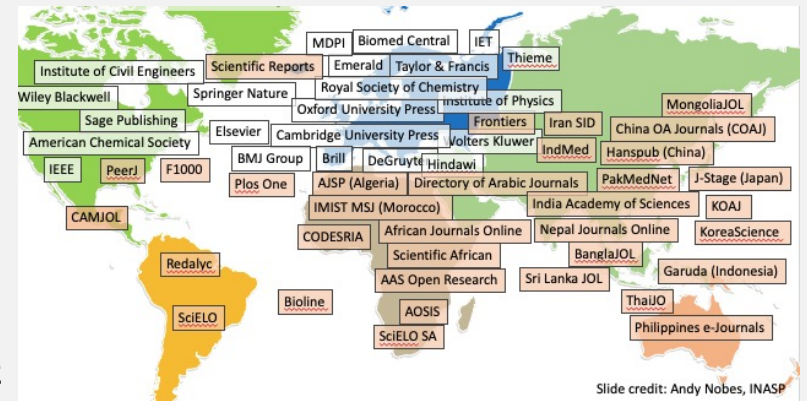 MDPI
Biomed Central
IET
Thieme
Institute of Civil Engineers
Scientific Reports
Emerald
Taylor & Francis
Wiley Blackwell
Springer Nature
Royal Society of Chemistry
Institute of Physics
MongoliaJOL
Sage Publishing
Oxford University Press
Frontiers
Iran SID
China OA Journals (COAJ)
American Chemical Society
Elsevier
Cambridge University Press
Wolters Kluwer
IndMed
Hanspub (China)
IEEE
PeerJ
F1000
BMJ Group
Brill
DeGruyte
Hindawi
Plos One
AJSP (Algeria)
Directory of Arabic Journals
PakMedNet
J-Stage (Japan)
CAMJOL
IMIST MSJ (Morocco)
India Academy of Sciences
KOAJ
CODESRIA
African Journals Online
Nepal Journals Online
KoreaScience
Redalyc
Scientific African
BanglaJOL
AAS Open Research
Sri Lanka JOL
Garuda (Indonesia)
Bioline
SciELO
AOSIS
ThaiJO
SciELO SA
Philippines e-Journals
Slide credit: Andy Nobes, INASP